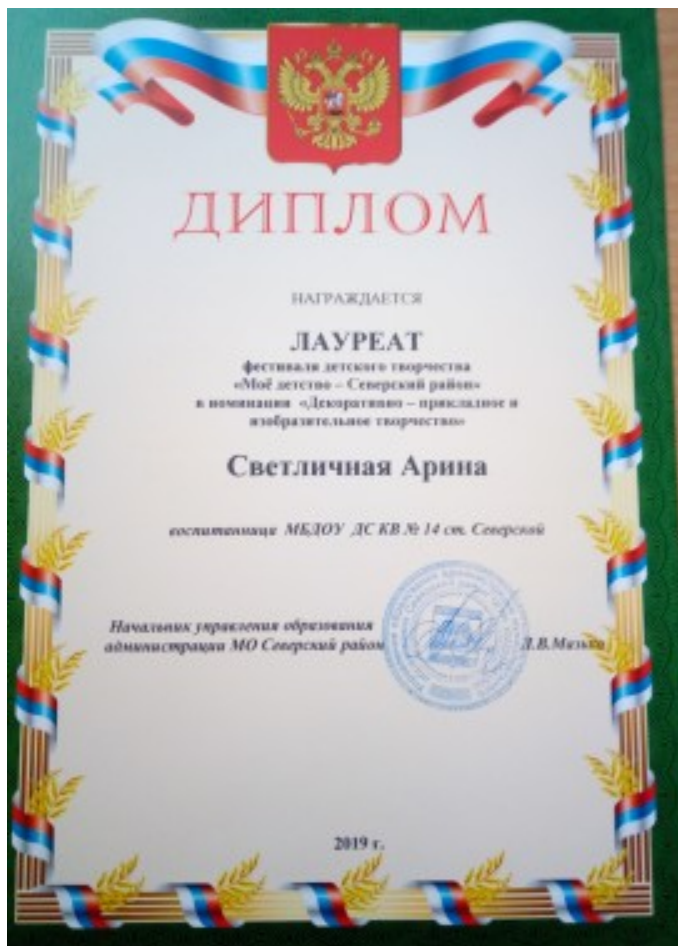 ДИПЛОМ
НАГРАЖДАЕТСЯ
ЛАУРЕАТ
фестиваля детского творчества
«Моё детство – Северский район»
в номинации «Декоративно – прикладное и
изобразительное творчество»
Светличная Арина
воспитанница МБДОУ ДС КВ № 14 ст. Северской
Начальник управления образования
администрации МО Северский район Л.В.Мазько
2019 г.